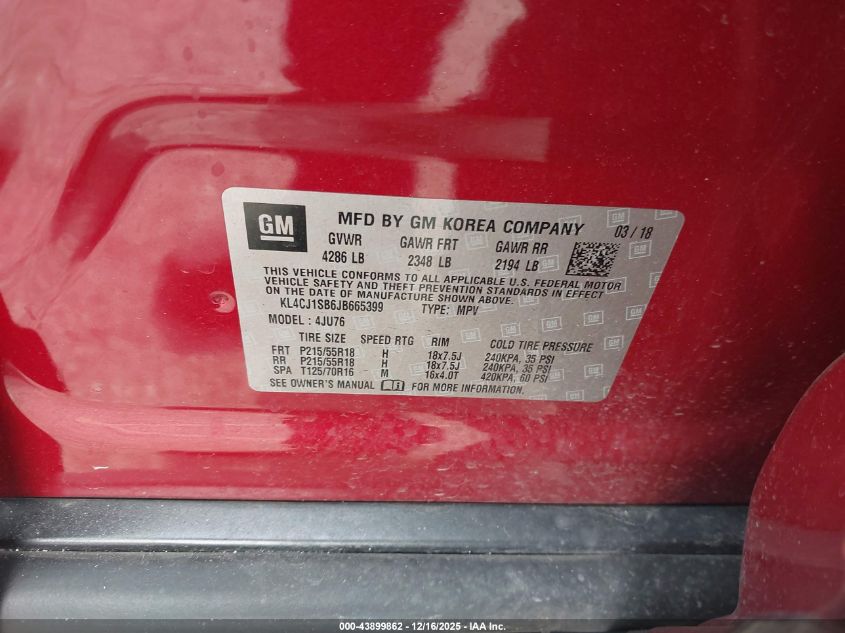 GM
MFD BY GM KOREA COMPANY 03 / 18
GVWR GAWR FRT GAWR RR
4286 LB 2348 LB 2194 LB
THIS VEHICLE CONFORMS TO ALL APPLICABLE U.S. FEDERAL MOTOR
VEHICLE SAFETY AND THEFT PREVENTION STANDARDS IN EFFECT
ON THE DATE OF MANUFACTURE SHOWN ABOVE.
KL4CJ1SB6JB665399 TYPE: MPV
MODEL: 4JU76
TIRE SIZE SPEED RTG RIM COLD TIRE PRESSURE
FRT P215/55R18 H 18x7.5J 240KPA, 35 PSI
RR P215/55R18 H 18x7.5J 240KPA, 35 PSI
SPA T125/70R16 M 16x4.0T 420KPA, 60 PSI
SEE OWNER'S MANUAL FOR MORE INFORMATION.
000-43899862 - 12/16/2025 - IAA Inc.